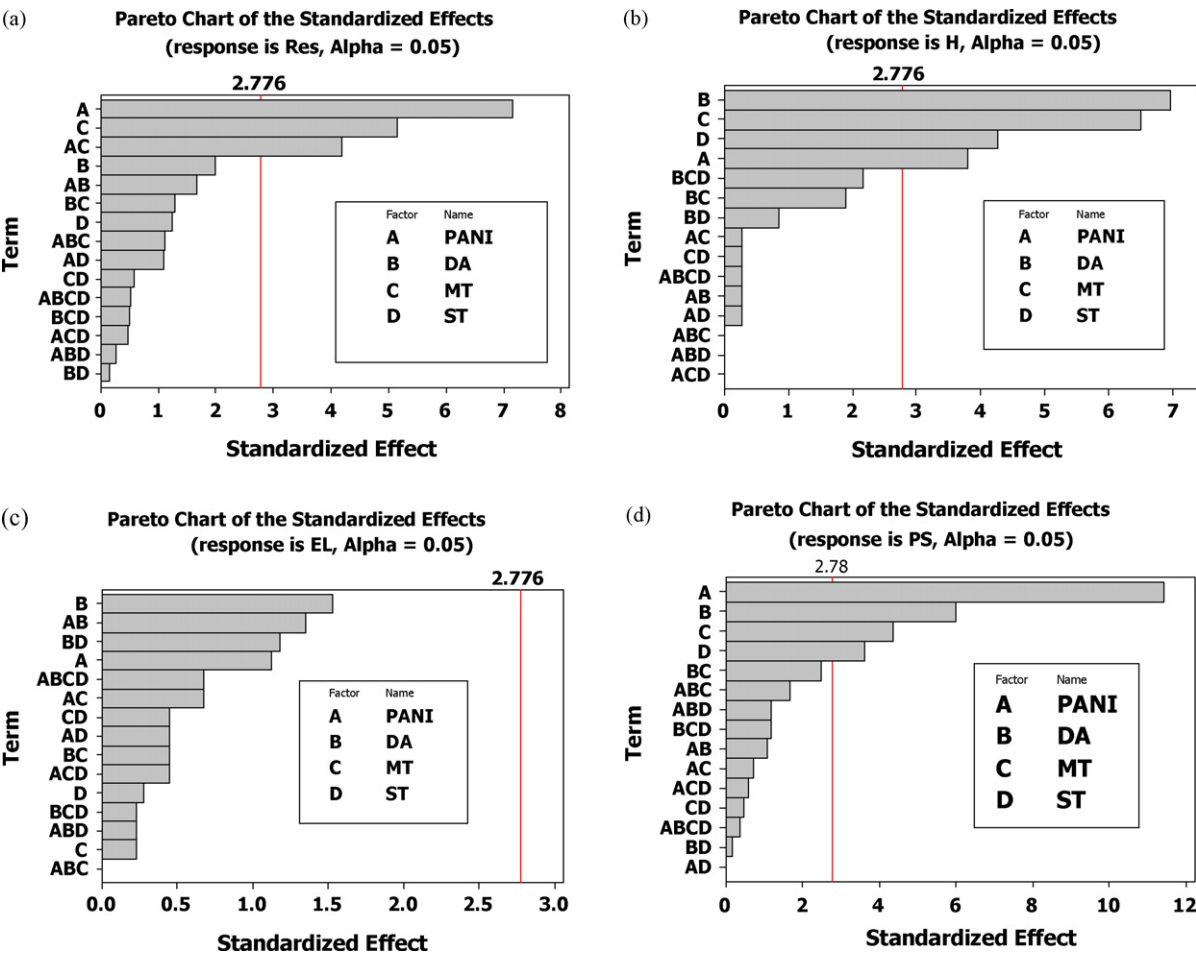 (a)
Pareto Chart of the Standardized Effects
(response is Res, Alpha = 0.05)
2.776
Term
A
C
AC
B
AB
BC
D
ABC
AD
CD
ABCD
BCD
ACD
ABD
BD
Factor Name
A PANI
B DA
C MT
D ST
0 1 2 3 4 5 6 7 8
Standardized Effect
(b)
Pareto Chart of the Standardized Effects
(response is H, Alpha = 0.05)
2.776
Term
B
C
D
A
BCD
BC
BD
AC
CD
ABCD
AB
AD
ABC
ABD
ACD
Factor Name
A PANI
B DA
C MT
D ST
0 1 2 3 4 5 6 7
Standardized Effect
(c)
Pareto Chart of the Standardized Effects
(response is EL, Alpha = 0.05)
2.776
Term
B
AB
BD
A
ABCD
AC
CD
AD
BC
ACD
D
BCD
ABD
C
ABC
Factor Name
A PANI
B DA
C MT
D ST
0.0 0.5 1.0 1.5 2.0 2.5 3.0
Standardized Effect
(d)
Pareto Chart of the Standardized Effects
(response is PS, Alpha = 0.05)
2.78
Term
A
B
C
D
BC
ABC
ABD
BCD
AB
AC
ACD
CD
ABCD
BD
AD
Factor Name
A PANI
B DA
C MT
D ST
0 2 4 6 8 10 12
Standardized Effect